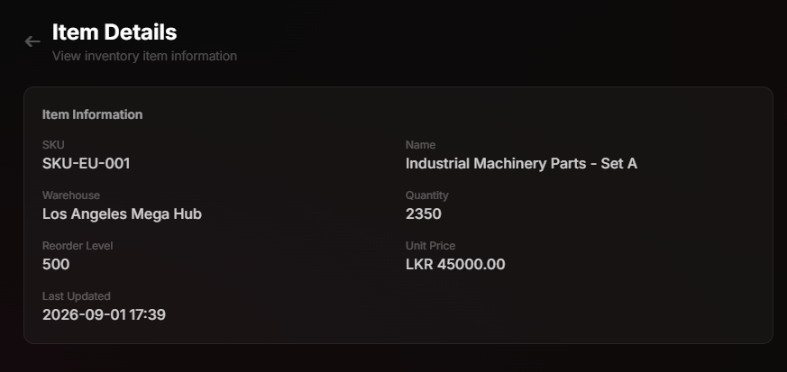 Item Details
View inventory item information
Item Information
SKU
SKU-EU-001
Name
Industrial Machinery Parts - Set A
Warehouse
Los Angeles Mega Hub
Quantity
2350
Reorder Level
500
Unit Price
LKR 45000.00
Last Updated
2026-09-01 17:39